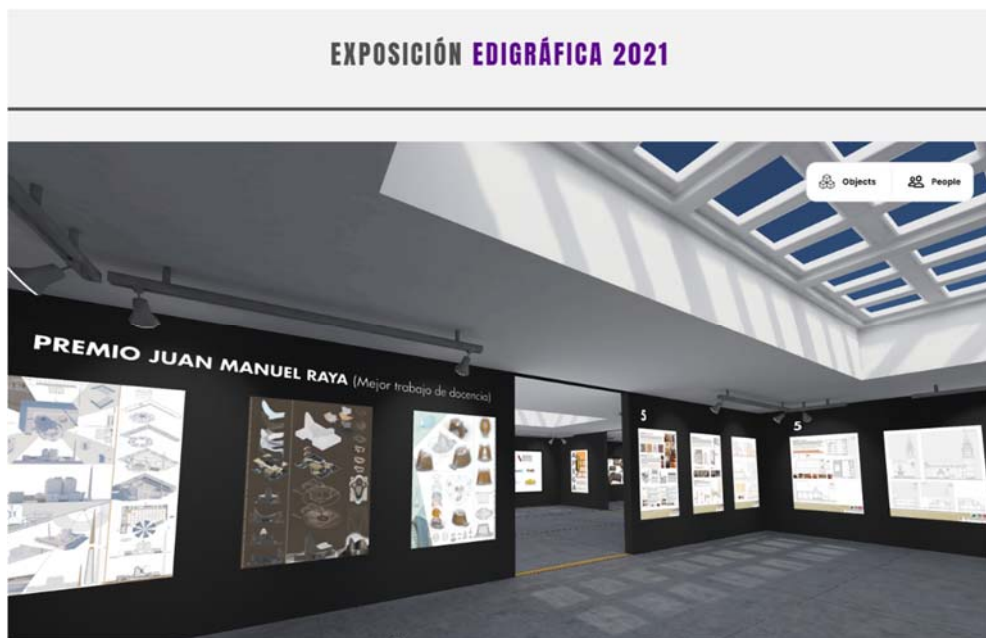 EXPOSICIÓN EDIGRÁFICA 2021
Objects People
PREMIO JUAN MANUEL RAYA (Mejor trabajo de docencia)
5
5